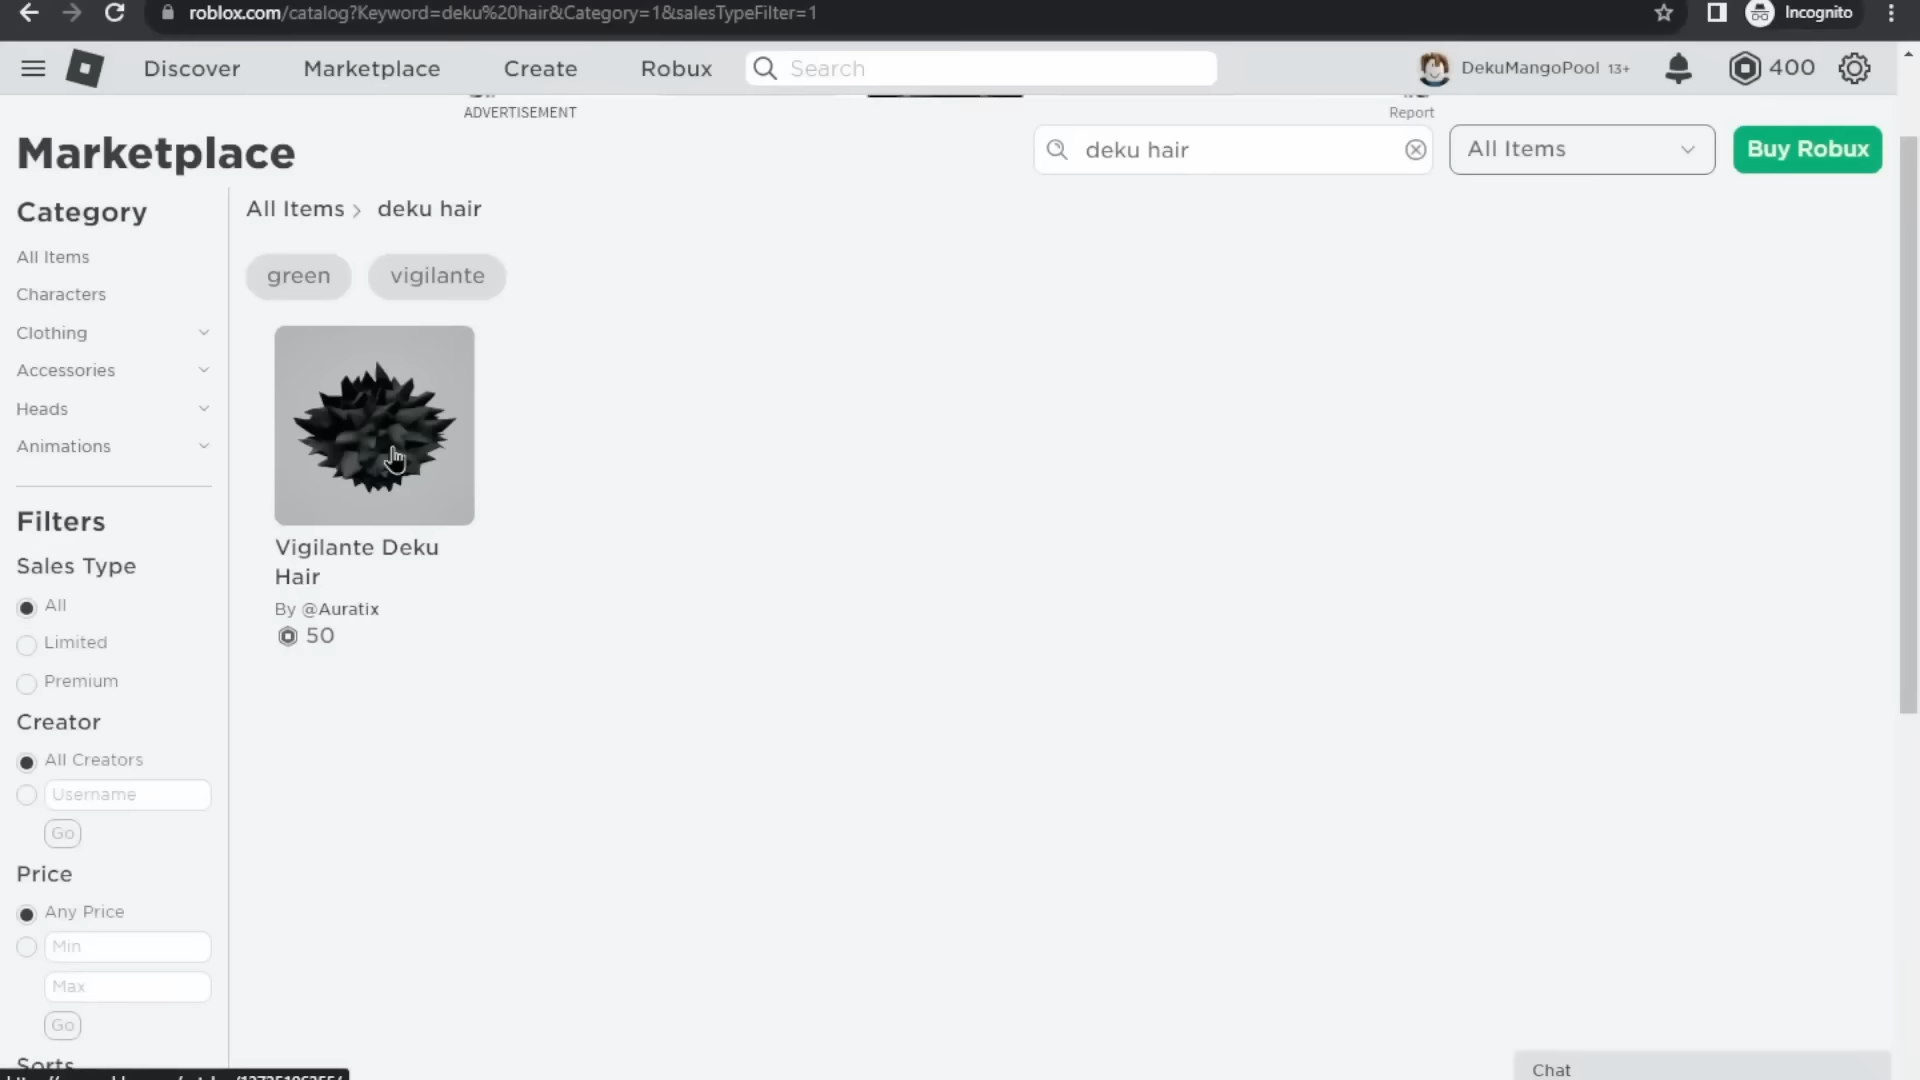 roblox.com/catalog?Keyword=deku%20hair&Category=1&salesTypeFilter=1
Incognito
Discover
Marketplace
Create
Robux
Search
DekuMangoPool 13+
400
ADVERTISEMENT
Report
Marketplace
deku hair
All Items
Buy Robux
Category
All Items
Characters
Clothing
Accessories
Heads
Animations
Filters
Sales Type
All
Limited
Premium
Creator
All Creators
Username
Go
Price
Any Price
Min
Max
Go
Sorts
All Items > deku hair
green
vigilante
Vigilante Deku
Hair
By @Auratix
50
Chat